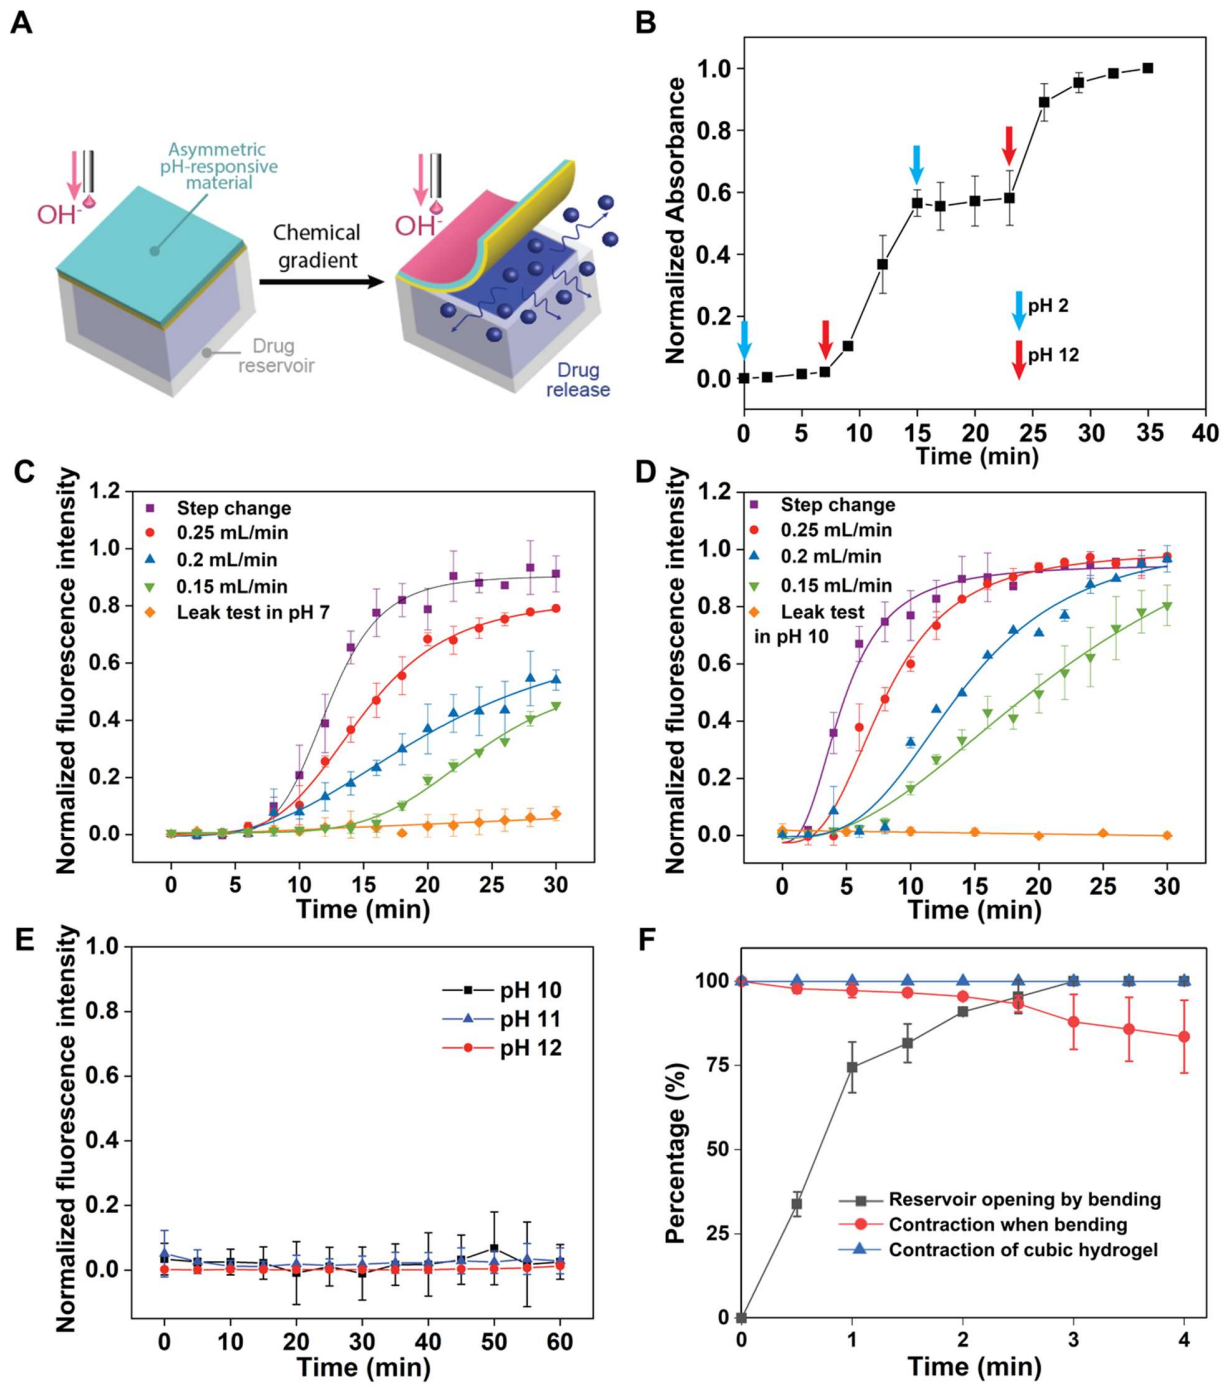 A
Asymmetric
pH-responsive
material
OH-
Drug
reservoir
Chemical
gradient
OH-
Drug
release
B
Normalized Absorbance
1.0
0.8
0.6
0.4
0.2
0.0
pH 2
pH 12
0 5 10 15 20 25 30 35 40
Time (min)
C
Normalized fluorescence intensity
1.2
1.0
0.8
0.6
0.4
0.2
0.0
Step change
0.25 mL/min
0.2 mL/min
0.15 mL/min
Leak test in pH 7
0 5 10 15 20 25 30
Time (min)
D
Normalized fluorescence intensity
1.2
1.0
0.8
0.6
0.4
0.2
0.0
Step change
0.25 mL/min
0.2 mL/min
0.15 mL/min
Leak test
in pH 10
0 5 10 15 20 25 30
Time (min)
E
Normalized fluorescence intensity
1.0
0.8
0.6
0.4
0.2
0.0
pH 10
pH 11
pH 12
0 10 20 30 40 50 60
Time (min)
F
Percentage (%)
100
75
50
25
0
Reservoir opening by bending
Contraction when bending
Contraction of cubic hydrogel
0 1 2 3 4
Time (min)